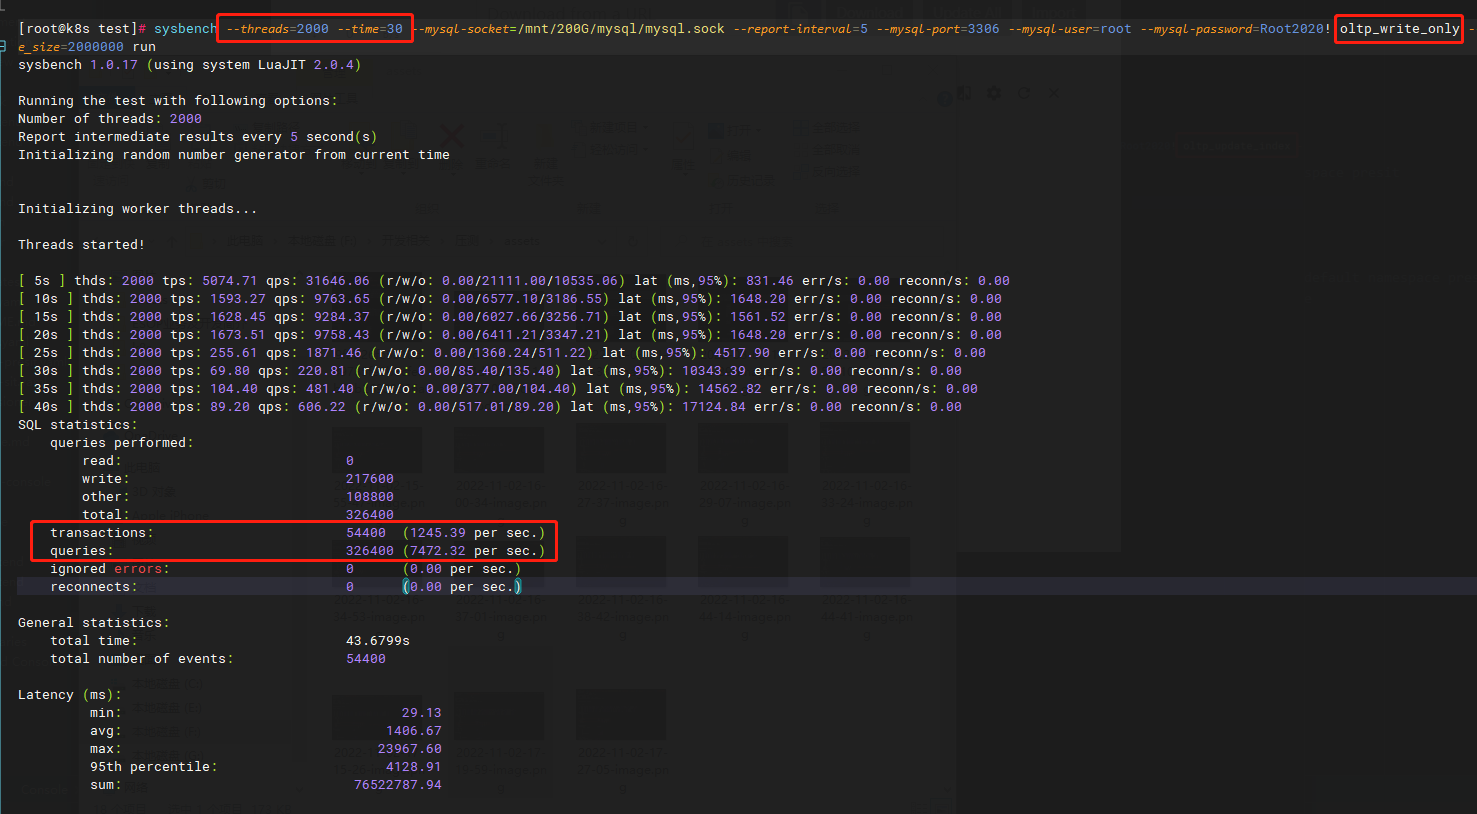 [root@k8s test]# sysbench --threads=2000 --time=30 --mysql-socket=/mnt/200G/mysql/mysql.sock --report-interval=5 --mysql-port=3306 --mysql-user=root --mysql-password=Root2020! oltp_write_only -
e_size=2000000 run
sysbench 1.0.17 (using system LuaJIT 2.0.4)
Running the test with following options:
Number of threads: 2000
Report intermediate results every 5 second(s)
Initializing random number generator from current time
Initializing worker threads...
Threads started!
[ 5s ] thds: 2000 tps: 5074.71 qps: 31646.06 (r/w/o: 0.00/21111.00/10535.06) lat (ms,95%): 831.46 err/s: 0.00 reconn/s: 0.00
[ 10s ] thds: 2000 tps: 1593.27 qps: 9763.65 (r/w/o: 0.00/6577.10/3186.55) lat (ms,95%): 1648.20 err/s: 0.00 reconn/s: 0.00
[ 15s ] thds: 2000 tps: 1628.45 qps: 9284.37 (r/w/o: 0.00/6027.66/3256.71) lat (ms,95%): 1561.52 err/s: 0.00 reconn/s: 0.00
[ 20s ] thds: 2000 tps: 1673.51 qps: 9758.43 (r/w/o: 0.00/6411.21/3347.21) lat (ms,95%): 1648.20 err/s: 0.00 reconn/s: 0.00
[ 25s ] thds: 2000 tps: 255.61 qps: 1871.46 (r/w/o: 0.00/1360.24/511.22) lat (ms,95%): 4517.90 err/s: 0.00 reconn/s: 0.00
[ 30s ] thds: 2000 tps: 69.80 qps: 220.81 (r/w/o: 0.00/85.40/135.40) lat (ms,95%): 10343.39 err/s: 0.00 reconn/s: 0.00
[ 35s ] thds: 2000 tps: 104.40 qps: 481.40 (r/w/o: 0.00/377.00/104.40) lat (ms,95%): 14562.82 err/s: 0.00 reconn/s: 0.00
[ 40s ] thds: 2000 tps: 89.20 qps: 606.22 (r/w/o: 0.00/517.01/89.20) lat (ms,95%): 17124.84 err/s: 0.00 reconn/s: 0.00
SQL statistics:
queries performed:
read: 0
write: 217600
other: 108800
total: 326400
transactions: 54400 (1245.39 per sec.)
queries: 326400 (7472.32 per sec.)
ignored errors: 0 (0.00 per sec.)
reconnects: 0 (0.00 per sec.)
General statistics:
total time: 43.6799s
total number of events: 54400
Latency (ms):
min: 29.13
avg: 1406.67
max: 23967.60
95th percentile: 4128.91
sum: 76522787.94